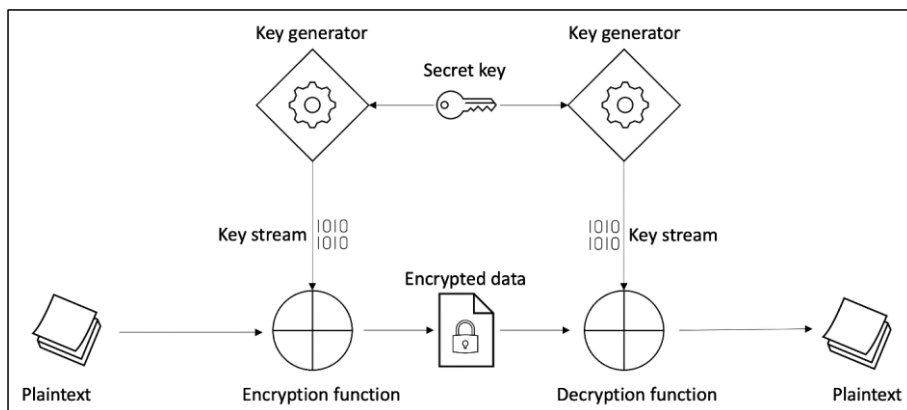 Key generator
Key generator
Secret key
Key stream
1010
1010
1010
1010
Key stream
Encrypted data
Plaintext
Encryption function
Decryption function
Plaintext